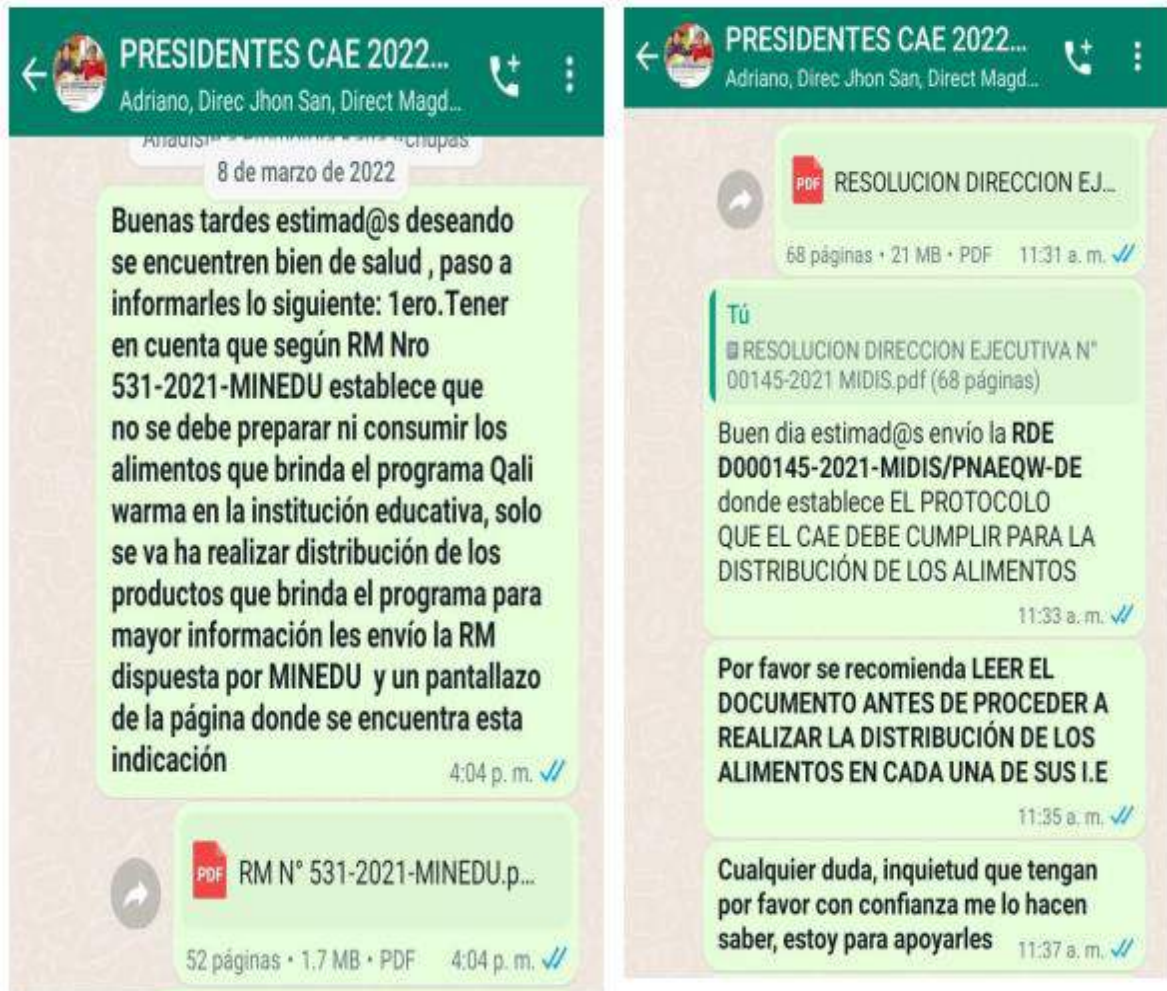 PRESIDENTES CAE 2022...
Adriano, Direc Jhon San, Direct Magd...
8 de marzo de 2022
Buenas tardes estimad@s deseando
se encuentren bien de salud , paso a
informarles lo siguiente: 1ero.Tener
en cuenta que según RM Nro
531-2021-MINEDU establece que
no se debe preparar ni consumir los
alimentos que brinda el programa Qali
warma en la institución educativa, solo
se va ha realizar distribución de los
productos que brinda el programa para
mayor información les envío la RM
dispuesta por MINEDU y un pantallazo
de la página donde se encuentra esta
indicación
4:04 p. m.
PDF RM N° 531-2021-MINEDU.p...
52 páginas • 1.7 MB • PDF 4:04 p. m.
PRESIDENTES CAE 2022...
Adriano, Direc Jhon San, Direct Magd...
PDF RESOLUCION DIRECCION EJ...
68 páginas • 21 MB • PDF 11:31 a. m.
Tú
RESOLUCION DIRECCION EJECUTIVA N°
00145-2021 MIDIS.pdf (68 páginas)
Buen dia estimad@s envío la RDE
D000145-2021-MIDIS/PNAEQW-DE
donde establece EL PROTOCOLO
QUE EL CAE DEBE CUMPLIR PARA LA
DISTRIBUCIÓN DE LOS ALIMENTOS
11:33 a. m.
Por favor se recomienda LEER EL
DOCUMENTO ANTES DE PROCEDER A
REALIZAR LA DISTRIBUCIÓN DE LOS
ALIMENTOS EN CADA UNA DE SUS I.E
11:35 a. m.
Cualquier duda, inquietud que tengan
por favor con confianza me lo hacen
saber, estoy para apoyarles 11:37 a. m.